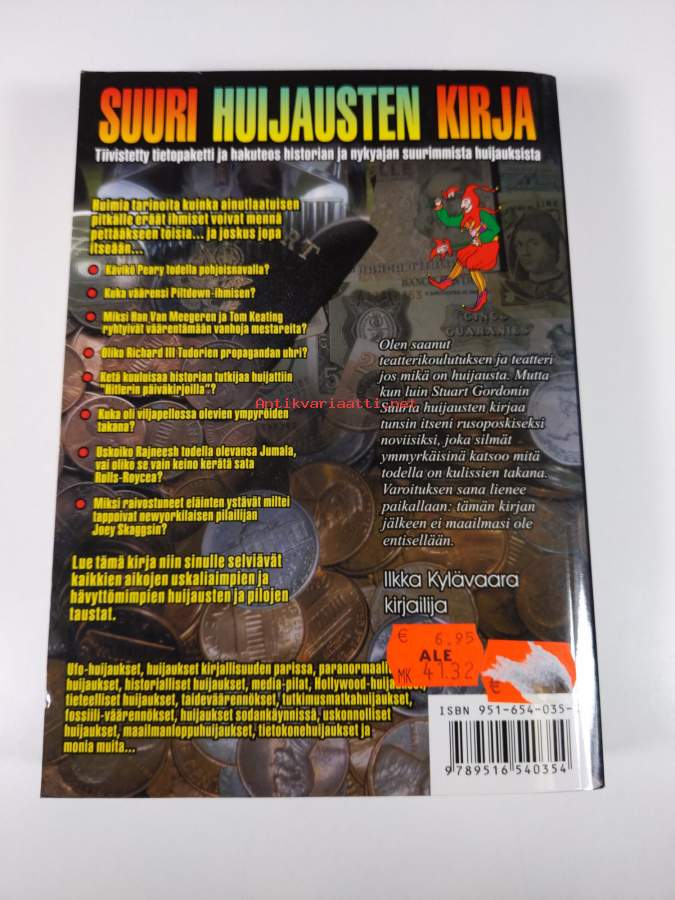 SUURI HUIJAUSTEN KIRJA
Tiivistetty tietopaketti ja hakuteos historian ja nykyajan suurimmista huijauksista
Huimia tarinoita kuinka ainutlaatuisen
pitkälle eräät ihmiset voivat mennä
pettääkseen toisia... ja joskus jopa
itseään...
Kävikö Peary todella pohjoisnavalla?
Kuka väärensi Piltdown-ihmisen?
Miksi Han Van Meegeren ja Tom Keating
ryhtyivät väärentämään vanhoja mestareita?
Oliko Richard III Tudorien propagandan uhri?
Ketä kuuluisaa historian tutkijaa huijattiin
"Hitlerin päiväkirjoilla"?
Kuka oli viljapellossa olevien ympyröiden
takana?
Uskoiko Rajneesh todella olevansa Jumala,
vai oliko se vain keino kerätä sata
Rolls-Roycea?
Miksi raivostuneet eläinten ystävät miltei
tappoivat newyorkilaisen pilailijan
Joey Skaggsin?
Lue tämä kirja niin sinulle selviävät
kaikkien aikojen uskaliaimpien ja
hävyttömimpien huijausten ja pilojen
taustat.
Ufo-huijaukset, huijaukset kirjallisuuden parissa,
huijaukset, historialliset huijaukset, media-pilat,
tieteelliset huijaukset, taideväärennökset, tutkimusmatkahuijaukset,
fossiili-väärennökset, huijaukset sodankäynnissä, uskonnolliset
huijaukset, maailmanloppuhuijaukset, tietokonehuijaukset ja
monia muita...
Olen saanut
teatterikoulutuksen ja teatteri
jos mikä on huijausta. Mutta
kun luin Stuart Gordonin
Suurta huijausten kirjaa
tunsin itseni rusoposkiseksi
noviisiksi, joka silmät
ymmyrkäisinä katsoo mitä
todella on kulissien takana.
Varoituksen sana lienee
paikallaan: tämän kirjan
jälkeen ei maailmasi ole
entisellään.
Ilkka Kylävaara
kirjailija
€ 6.95
ALE
MK 41.32
€
ISBN 951-654-035-
9 789516 540354
Antikvariaatti.net